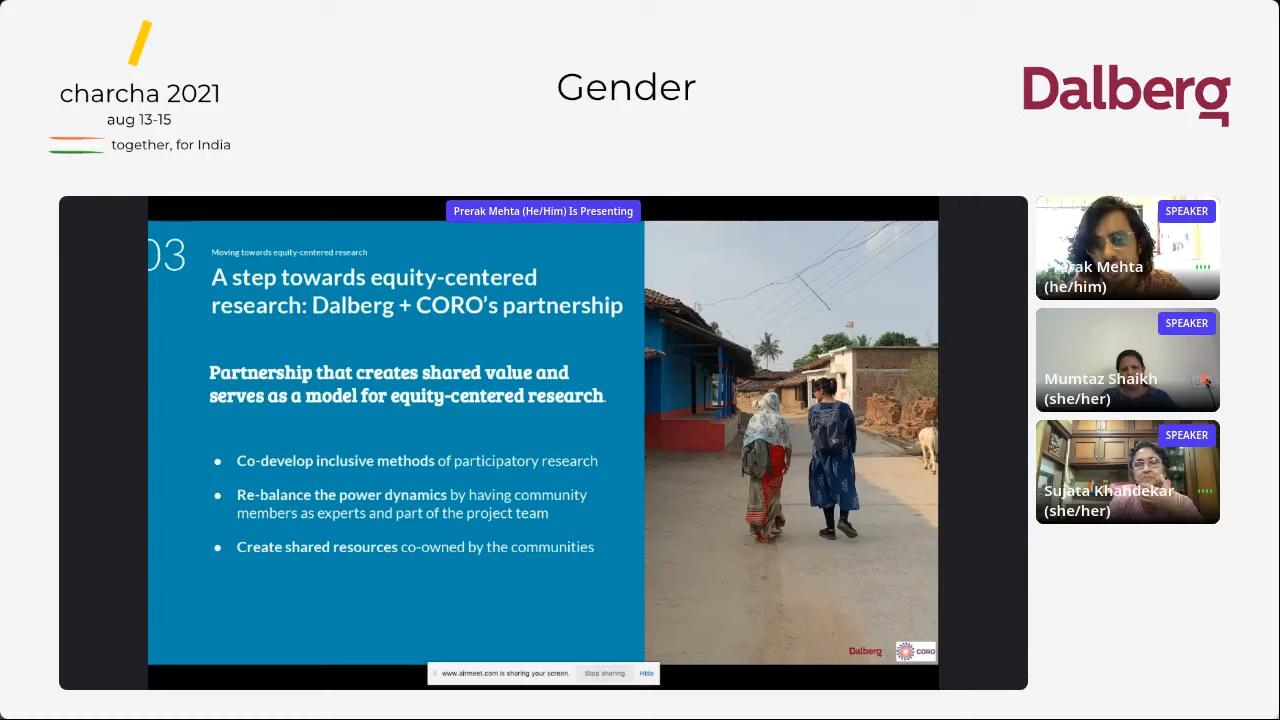 charcha 2021
aug 13-15
together, for India
Gender
Dalberg
Prerak Mehta (He/Him) Is Presenting
03
Moving towards equity-centered research
A step towards equity-centered
research: Dalberg + CORO's partnership
Partnership that creates shared value and
serves as a model for equity-centered research.
● Co-develop inclusive methods of participatory research
● Re-balance the power dynamics by having community
members as experts and part of the project team
● Create shared resources co-owned by the communities
Dalberg CORO
www.airmeet.com is sharing your screen. Stop sharing Hide
SPEAKER
Prerak Mehta
(he/him)
SPEAKER
Mumtaz Shaikh
(she/her)
SPEAKER
Sujata Khandekar
(she/her)